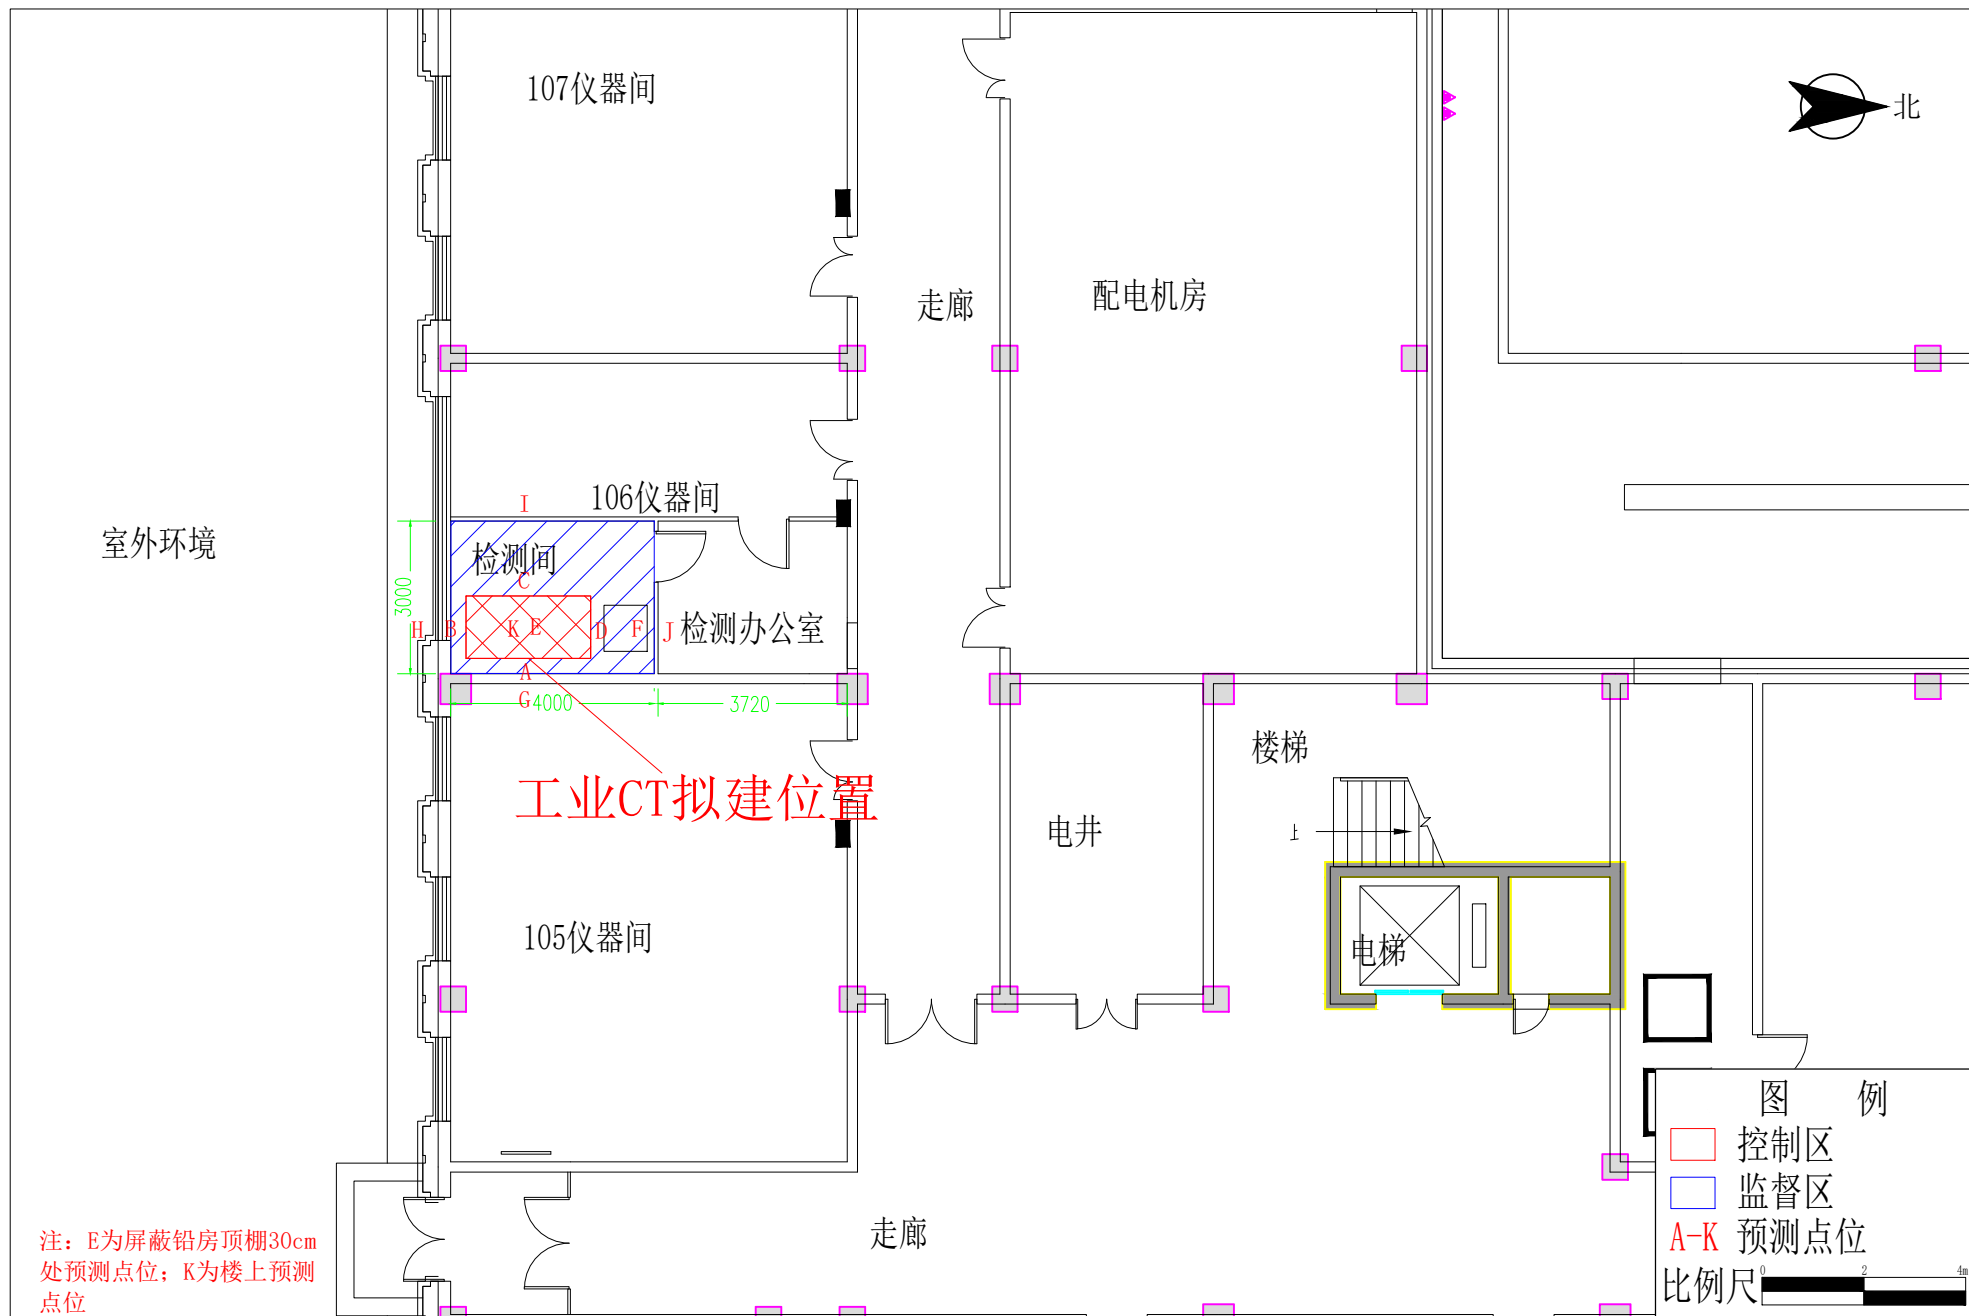 107仪器间
北
走廊
配电机房
106仪器间
I
室外环境
检测间
C
3000
H
B
K
E
D
F
J
检测办公室
A
G
4000
3720
楼梯
工业CT拟建位置
上
电井
105仪器间
电梯
图 例
控制区
监督区
A-K 预测点位
走廊
注：E为屏蔽铅房顶棚30cm
处预测点位；K为楼上预测
点位
比例尺
0
2
4m